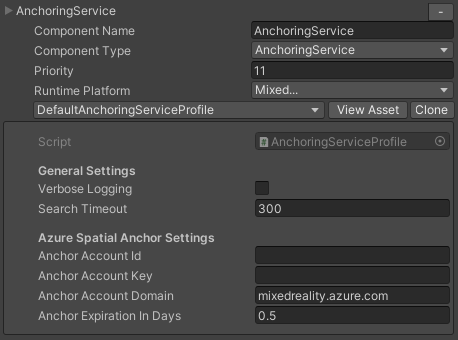 AnchoringService -
Component Name AnchoringService
Component Type AnchoringService
Priority 11
Runtime Platform Mixed...
DefaultAnchoringServiceProfile View Asset Clone
Script # AnchoringServiceProfile
General Settings
Verbose Logging
Search Timeout 300
Azure Spatial Anchor Settings
Anchor Account Id
Anchor Account Key
Anchor Account Domain mixedreality.azure.com
Anchor Expiration In Days 0.5